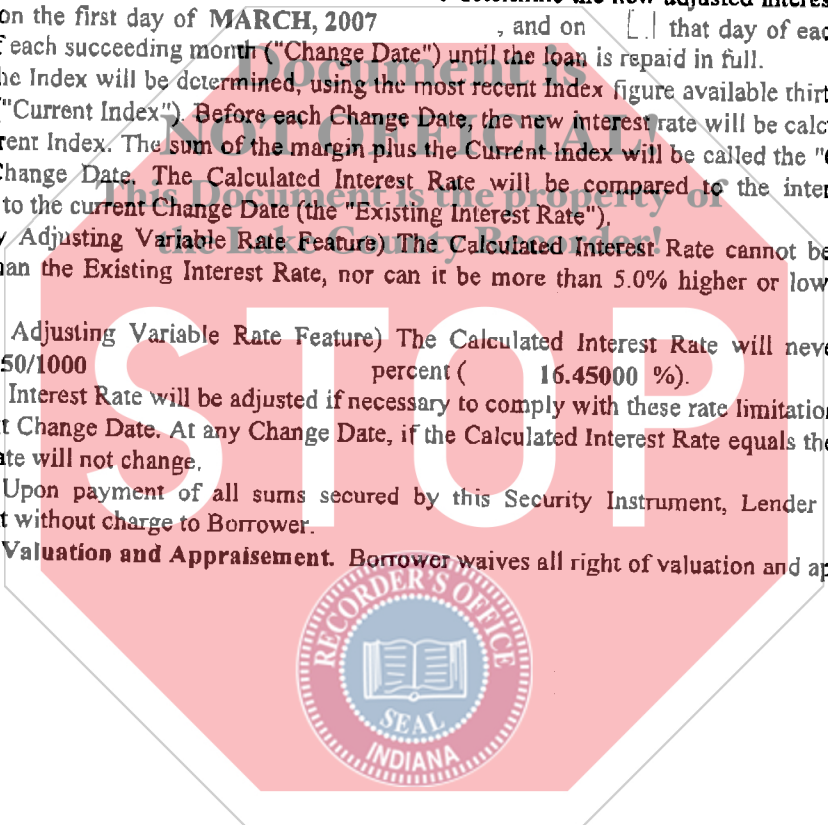 determine the new adjusted interes
on the first day of MARCH, 2007 , and on [ ] that day of eac
f each succeeding month ("Change Date") until the loan is repaid in full.
he Index will be determined, using the most recent Index figure available thirt
("Current Index"). Before each Change Date, the new interest rate will be calc
rent Index. The sum of the margin plus the Current Index will be called the "
Change Date. The Calculated Interest Rate will be compared to the inter
to the current Change Date (the "Existing Interest Rate"),
y Adjusting Variable Rate Feature) The Calculated Interest Rate cannot be
han the Existing Interest Rate, nor can it be more than 5.0% higher or low
Adjusting Variable Rate Feature) The Calculated Interest Rate will neve
50/1000 percent ( 16.45000 %).
Interest Rate will be adjusted if necessary to comply with these rate limitation
t Change Date. At any Change Date, if the Calculated Interest Rate equals the
ate will not change,
Upon payment of all sums secured by this Security Instrument, Lender
t without charge to Borrower.
Valuation and Appraisement. Borrower waives all right of valuation and ap
Document is
NOT OFFICIAL!
This Document is the property of
the Lake County Recorder!
STOP
RECORDER'S OFFICE
SEAL
INDIANA